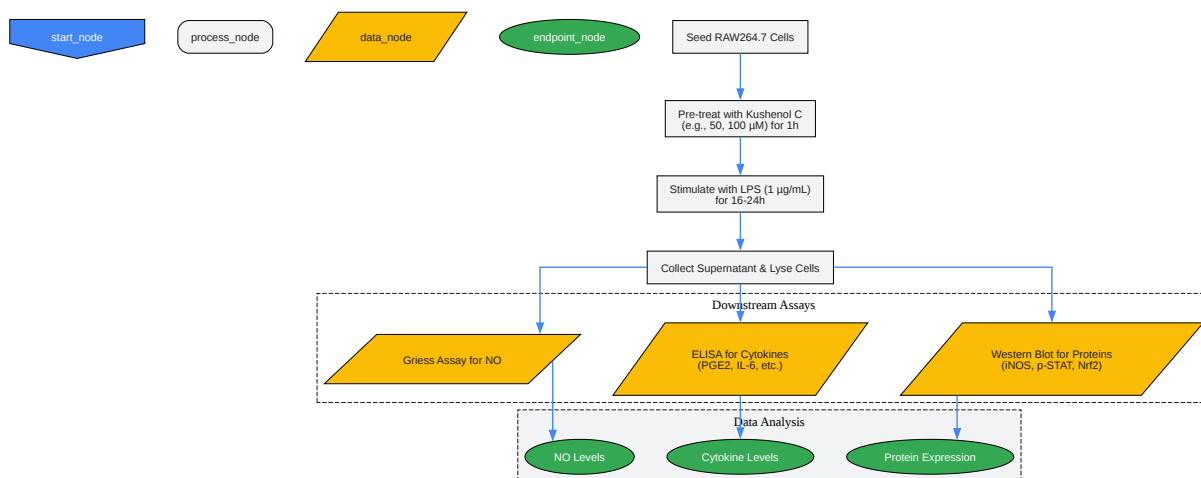 start_node
process_node
data_node
endpoint_node
Seed RAW264.7 Cells
Pre-treat with Kushenol C
(e.g., 50, 100 µM) for 1h
Stimulate with LPS (1 µg/mL)
for 16-24h
Collect Supernatant & Lyse Cells
Downstream Assays
Griess Assay for NO
ELISA for Cytokines
(PGE2, IL-6, etc.)
Western Blot for Proteins
(iNOS, p-STAT, Nrf2)
Data Analysis
NO Levels
Cytokine Levels
Protein Expression